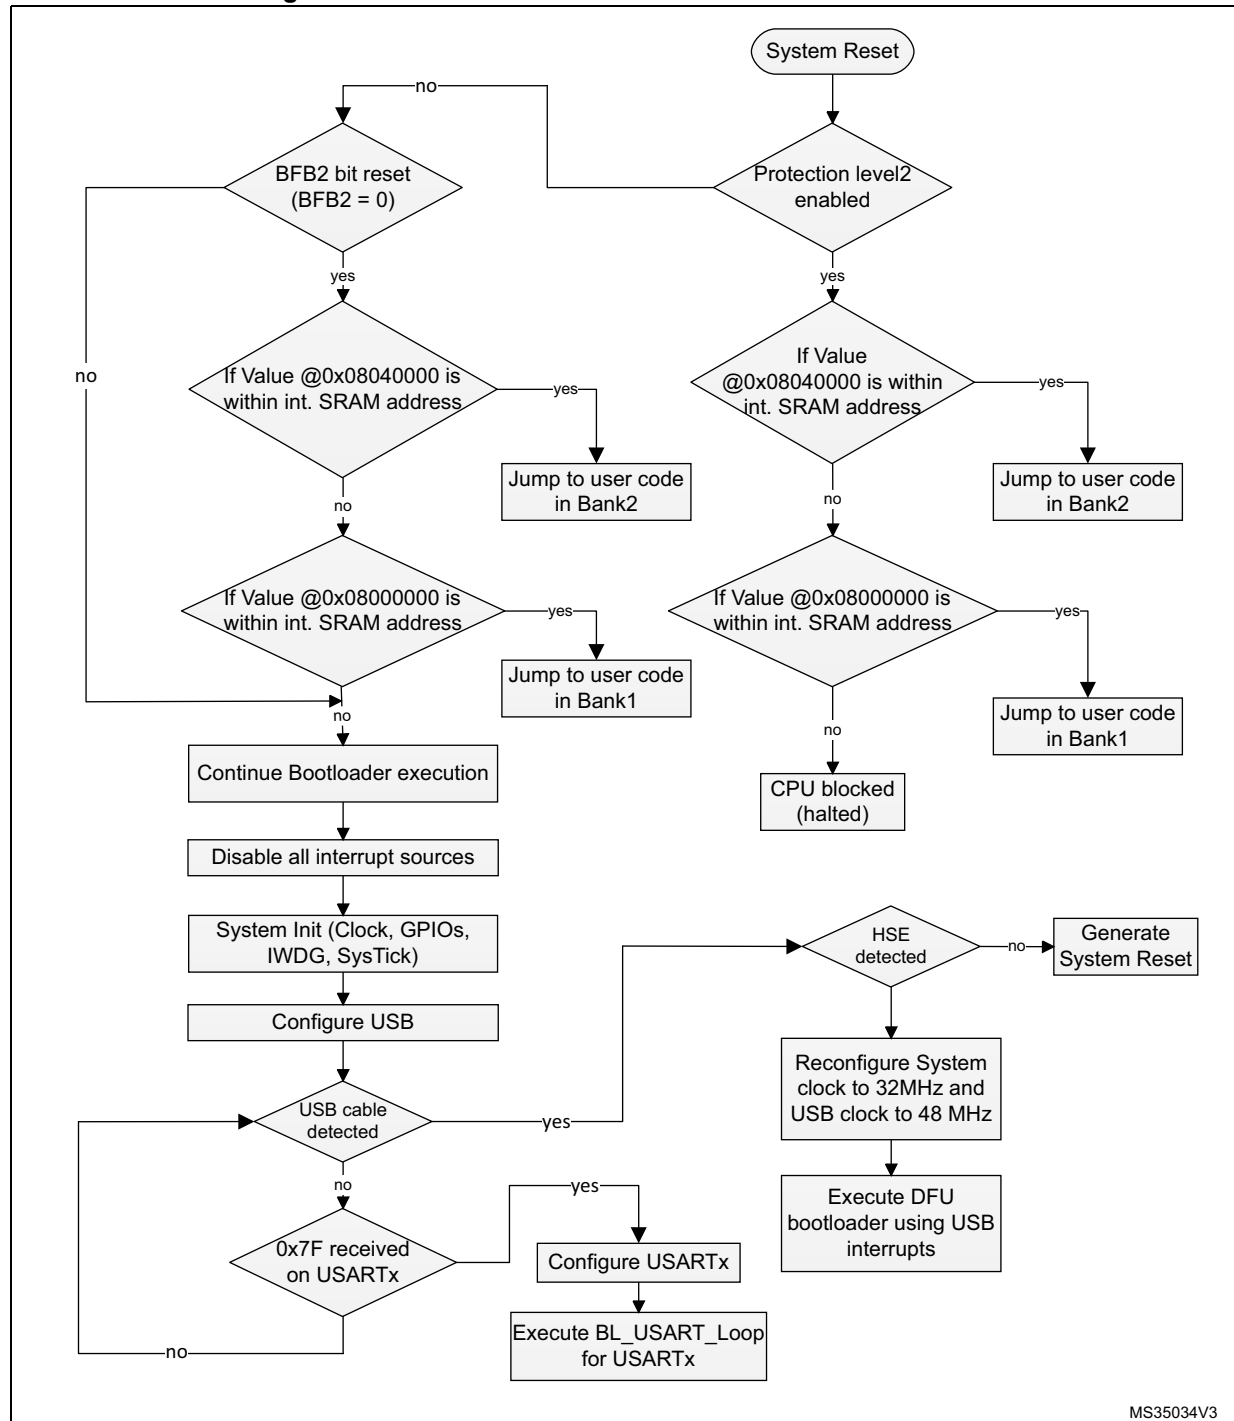 System Reset
no
BFB2 bit reset
(BFB2 = 0)
Protection level2
enabled
yes
yes
no
If Value @0x08040000 is
within int. SRAM address
yes
If Value
@0x08040000 is within
int. SRAM address
yes
Jump to user code
in Bank2
Jump to user code
in Bank2
no
no
If Value @0x08000000 is
within int. SRAM address
yes
If Value @0x08000000 is
within int. SRAM address
yes
Jump to user code
in Bank1
Jump to user code
in Bank1
no
no
Continue Bootloader execution
CPU blocked
(halted)
Disable all interrupt sources
System Init (Clock, GPIOs,
IWDG, SysTick)
HSE
detected
no
Generate
System Reset
Configure USB
Reconfigure System
clock to 32MHz and
USB clock to 48 MHz
USB cable
detected
yes
no
yes
Execute DFU
bootloader using USB
interrupts
0x7F received
on USARTx
Configure USARTx
no
Execute BL_USART_Loop
for USARTx
MS35034V3